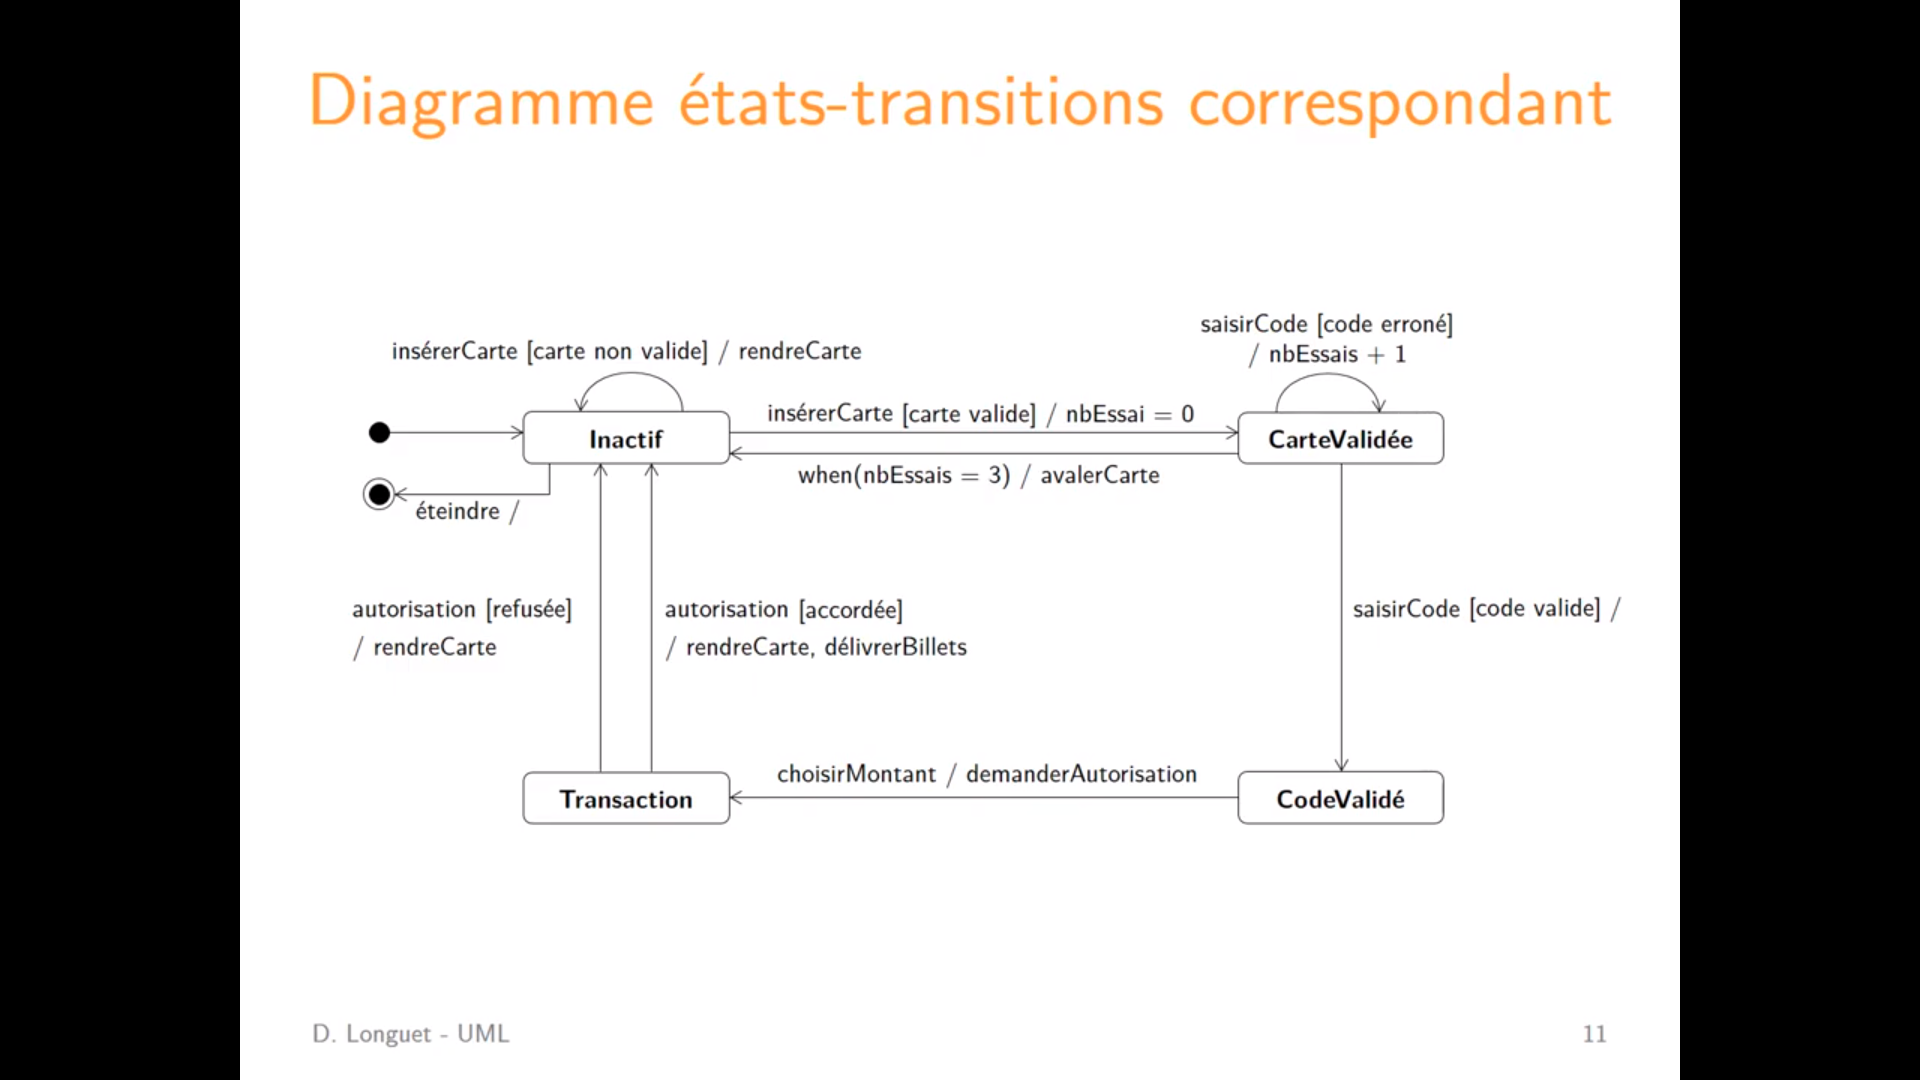 Diagramme états-transitions correspondant
saisirCode [code erroné]
/ nbEssais + 1
insérerCarte [carte non valide] / rendreCarte
insérerCarte [carte valide] / nbEssai = 0
Inactif
CarteValidée
when(nbEssais = 3) / avalerCarte
éteindre /
autorisation [refusée]
/ rendreCarte
autorisation [accordée]
/ rendreCarte, délivrerBillets
saisirCode [code valide] /
choisirMontant / demanderAutorisation
Transaction
CodeValidé
D. Longuet - UML
11